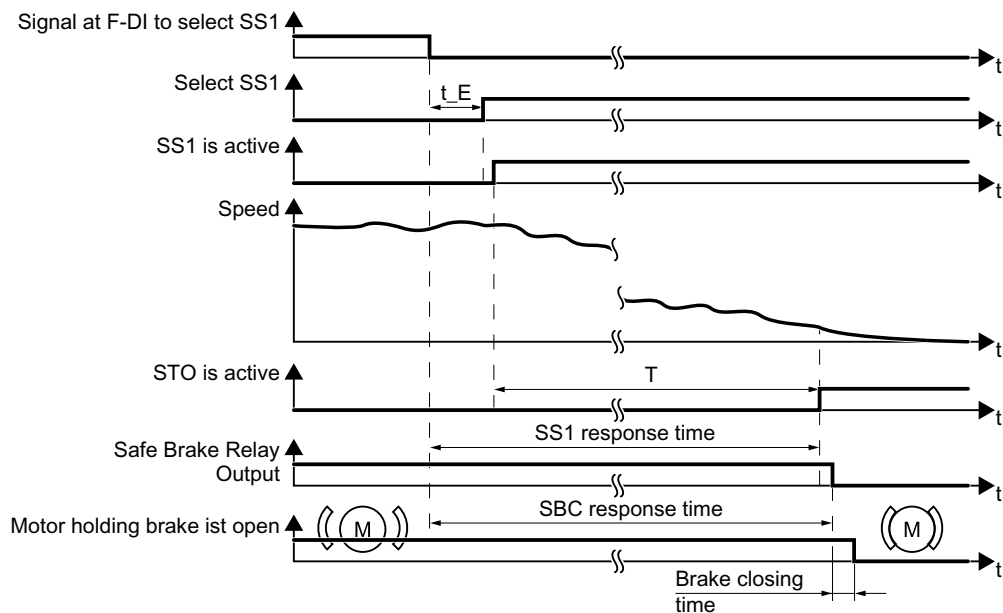 Signal at F-DI to select SS1
t
Select SS1
t_E
t
SS1 is active
t
Speed
t
STO is active
T
t
SS1 response time
Safe Brake Relay
Output
t
SBC response time
Motor holding brake ist open
M
M
t
Brake closing
time